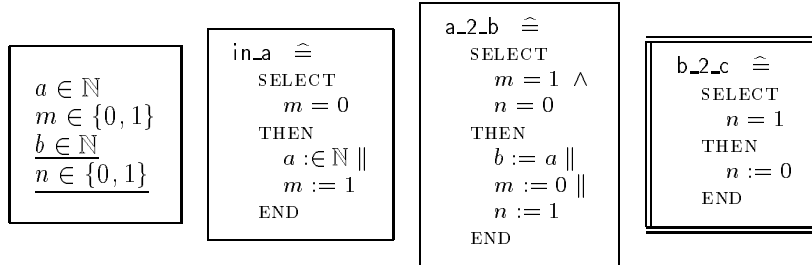 a ∈ ℕ
m ∈ {0, 1}
b ∈ ℕ
n ∈ {0, 1}
in_a ≙
SELECT
m = 0
THEN
a :∈ ℕ ∥
m := 1
END
a_2_b ≙
SELECT
m = 1 ∧
n = 0
THEN
b := a ∥
m := 0 ∥
n := 1
END
b_2_c ≙
SELECT
n = 1
THEN
n := 0
END